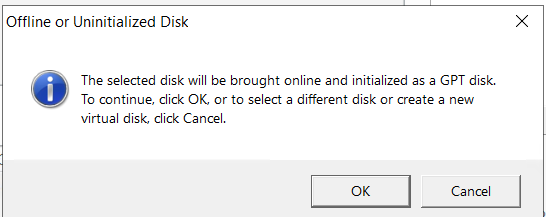 Offline or Uninitialized Disk
The selected disk will be brought online and initialized as a GPT disk.
To continue, click OK, or to select a different disk or create a new
virtual disk, click Cancel.
OK
Cancel